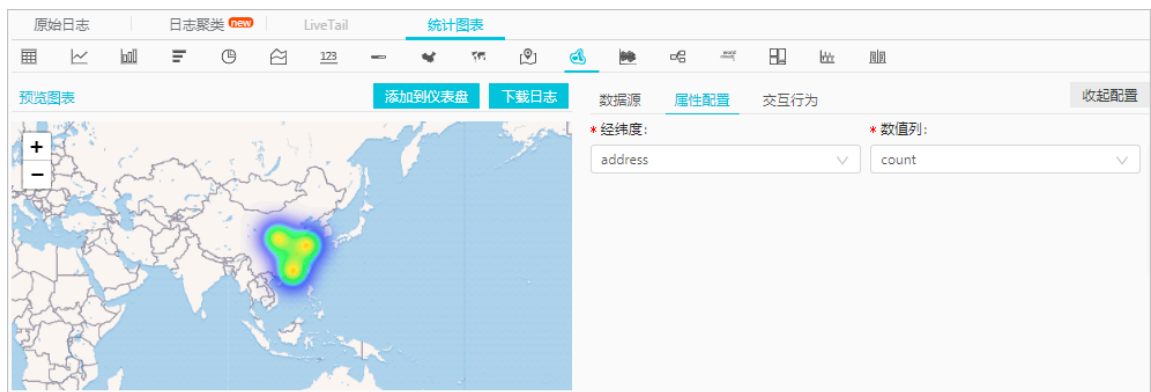 原始日志 日志聚类 new LiveTail 统计图表
123
预览图表 添加到仪表盘 下载日志 数据源 属性配置 交互行为 收起配置
* 经纬度: * 数值列:
+
address count
−